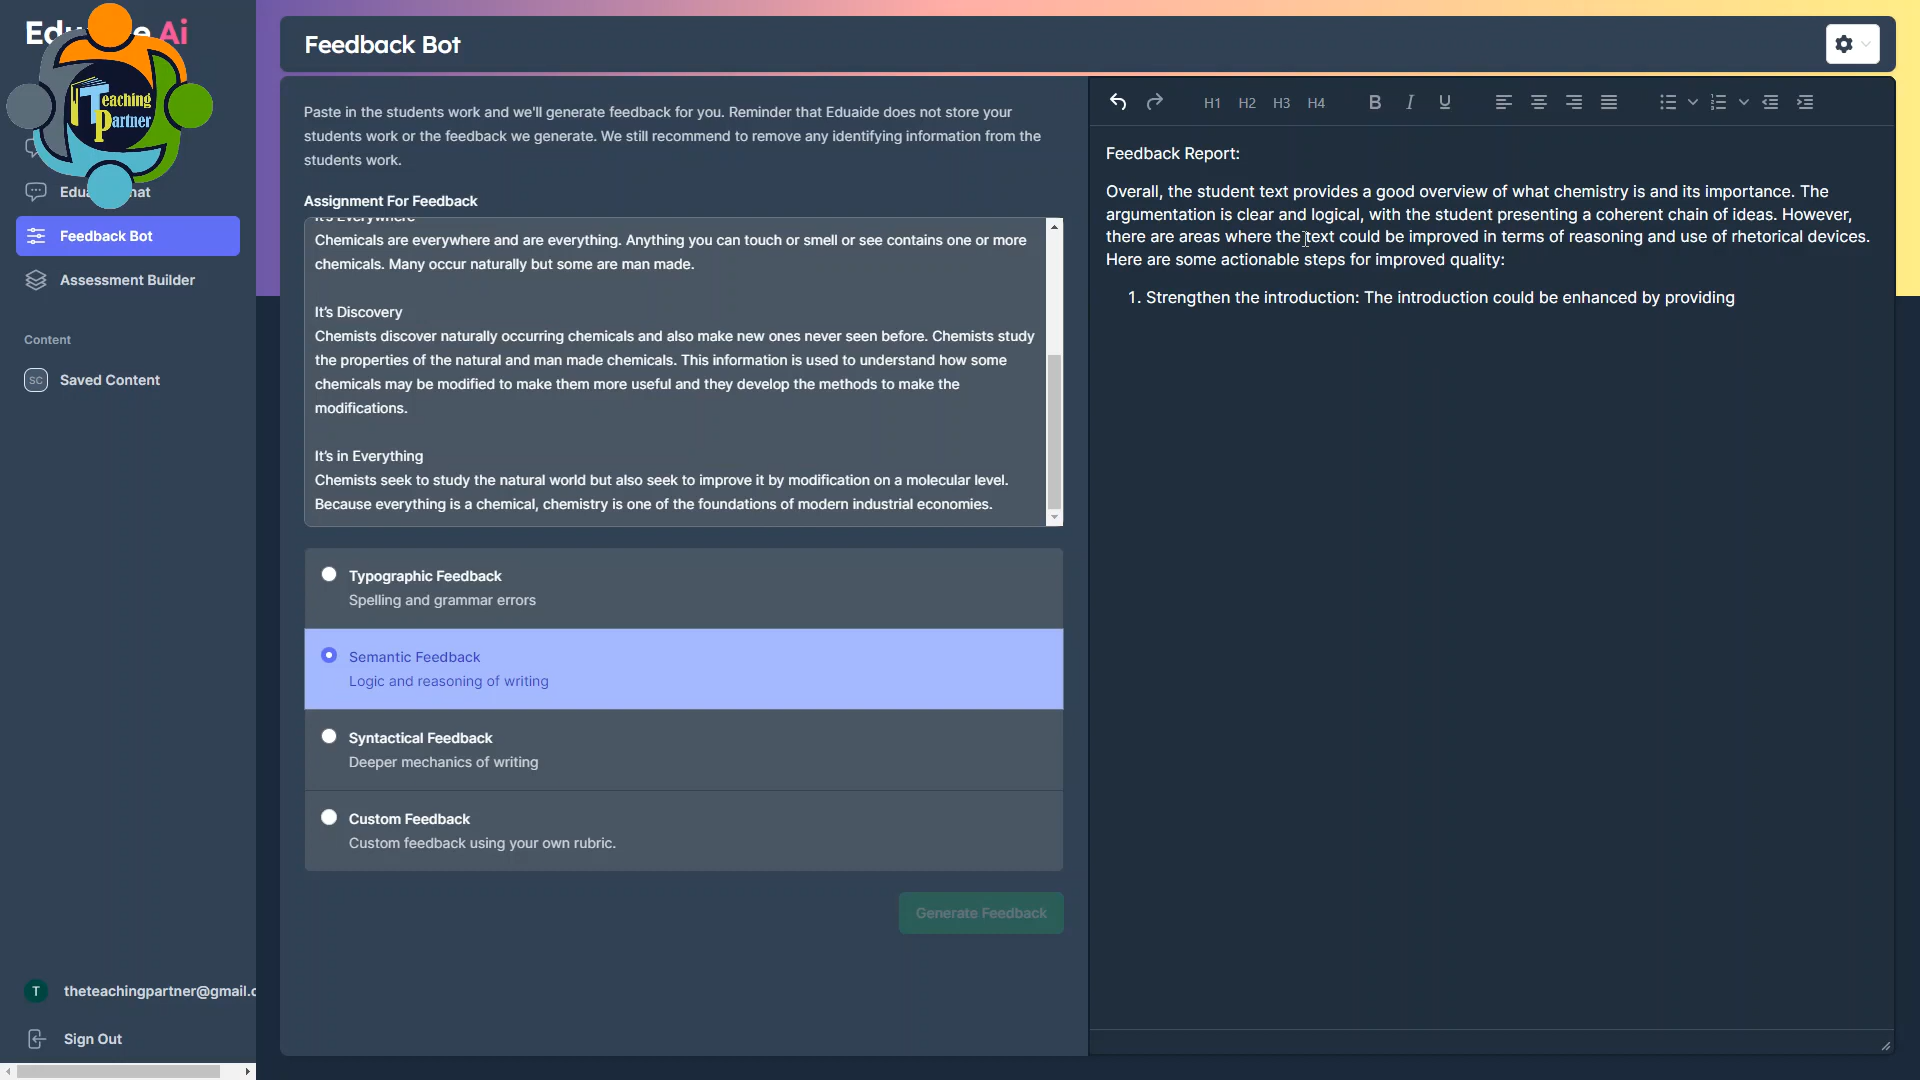 Edu e Ai
Teaching
Partner
Edua hat
Feedback Bot
Assessment Builder
Content
SC
Saved Content
T
theteachingpartner@gmail.c
Sign Out
Feedback Bot
Paste in the students work and we'll generate feedback for you. Reminder that Eduaide does not store your
students work or the feedback we generate. We still recommend to remove any identifying information from the
students work.
Assignment For Feedback
It's Everywhere
Chemicals are everywhere and are everything. Anything you can touch or smell or see contains one or more
chemicals. Many occur naturally but some are man made.
It's Discovery
Chemists discover naturally occurring chemicals and also make new ones never seen before. Chemists study
the properties of the natural and man made chemicals. This information is used to understand how some
chemicals may be modified to make them more useful and they develop the methods to make the
modifications.
It's in Everything
Chemists seek to study the natural world but also seek to improve it by modification on a molecular level.
Because everything is a chemical, chemistry is one of the foundations of modern industrial economies.
Typographic Feedback
Spelling and grammar errors
Semantic Feedback
Logic and reasoning of writing
Syntactical Feedback
Deeper mechanics of writing
Custom Feedback
Custom feedback using your own rubric.
Generate Feedback
H1 H2 H3 H4 B I U
Feedback Report:
Overall, the student text provides a good overview of what chemistry is and its importance. The
argumentation is clear and logical, with the student presenting a coherent chain of ideas. However,
there are areas where the text could be improved in terms of reasoning and use of rhetorical devices.
Here are some actionable steps for improved quality:
1. Strengthen the introduction: The introduction could be enhanced by providing